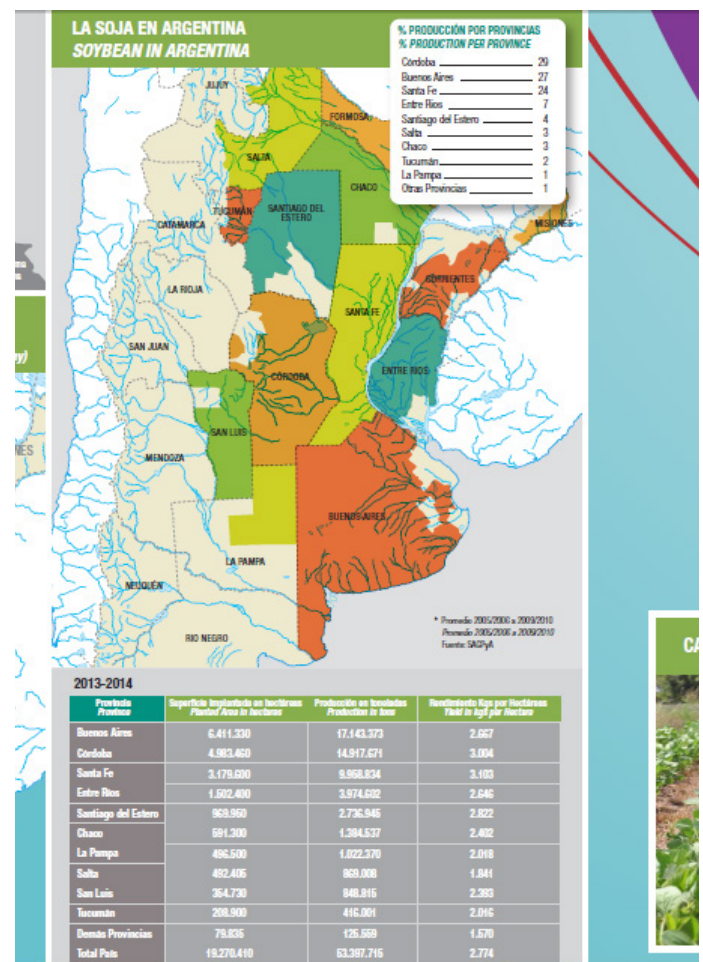 LA SOJA EN ARGENTINA
SOYBEAN IN ARGENTINA
% PRODUCCIÓN POR PROVINCIAS
% PRODUCTION PER PROVINCE
Córdoba 29
Buenos Aires 27
Santa Fe 24
Entre Rios 7
Santiago del Estero 4
Salta 3
Chaco 3
Tucumán 2
La Pampa 1
Otras Provincias 1
JUJUY
FORMOSA
SALTA
CHACO
TUCUMÁN
SANTIAGO DEL
ESTERO
CATAMARCA
MISIONES
CORRIENTES
LA RIOJA
SANTA FE
SAN JUAN
ENTRE RIOS
CÓRDOBA
SAN LUIS
MENDOZA
BUENOS AIRES
LA PAMPA
NEUQUÉN
RIO NEGRO
* Promedio 2005/2006 a 2009/2010
Promedio 2005/2006 a 2009/2010
Fuente: SAGPyA
2013-2014
Provincia Superficie Implantada en hectáreas Producción en toneladas Rendimiento Kgs por Hectáreas
Province Planted Area in hectares Production in tons Yield in kgs per Hectare
Buenos Aires 6.411.330 17.143.373 2.667
Córdoba 4.983.460 14.917.671 3.004
Santa Fe 3.179.600 9.958.834 3.103
Entre Rios 1.502.400 3.974.602 2.646
Santiago del Estero 969.950 2.736.945 2.822
Chaco 591.300 1.384.537 2.402
La Pampa 496.500 1.022.370 2.018
Salta 492.405 869.008 1.841
San Luis 354.730 848.815 2.393
Tucumán 208.900 416.001 2.016
Demás Provincias 79.835 125.559 1.570
Total País 19.270.410 53.397.715 2.774
CA